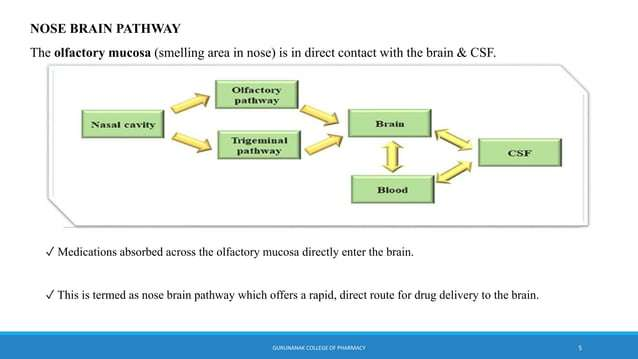 NOSE BRAIN PATHWAY
The olfactory mucosa (smelling area in nose) is in direct contact with the brain & CSF.
Olfactory
pathway
Nasal cavity
Brain
Trigeminal
pathway
CSF
Blood
✓ Medications absorbed across the olfactory mucosa directly enter the brain.
✓ This is termed as nose brain pathway which offers a rapid, direct route for drug delivery to the brain.
GURUNANAK COLLEGE OF PHARMACY
5